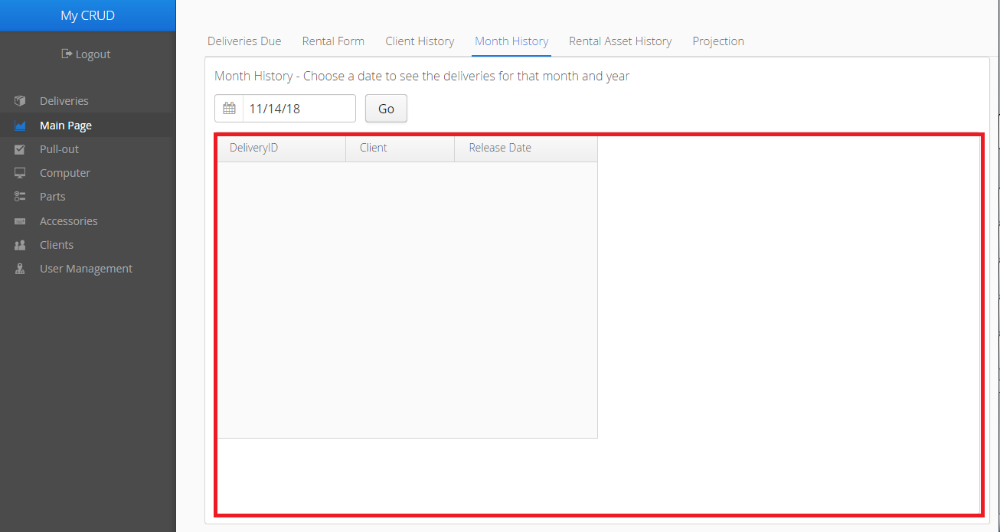 My CRUD
Logout
Deliveries
Main Page
Pull-out
Computer
Parts
Accessories
Clients
User Management
Deliveries Due Rental Form Client History Month History Rental Asset History Projection
Month History - Choose a date to see the deliveries for that month and year
11/14/18 Go
DeliveryID Client Release Date